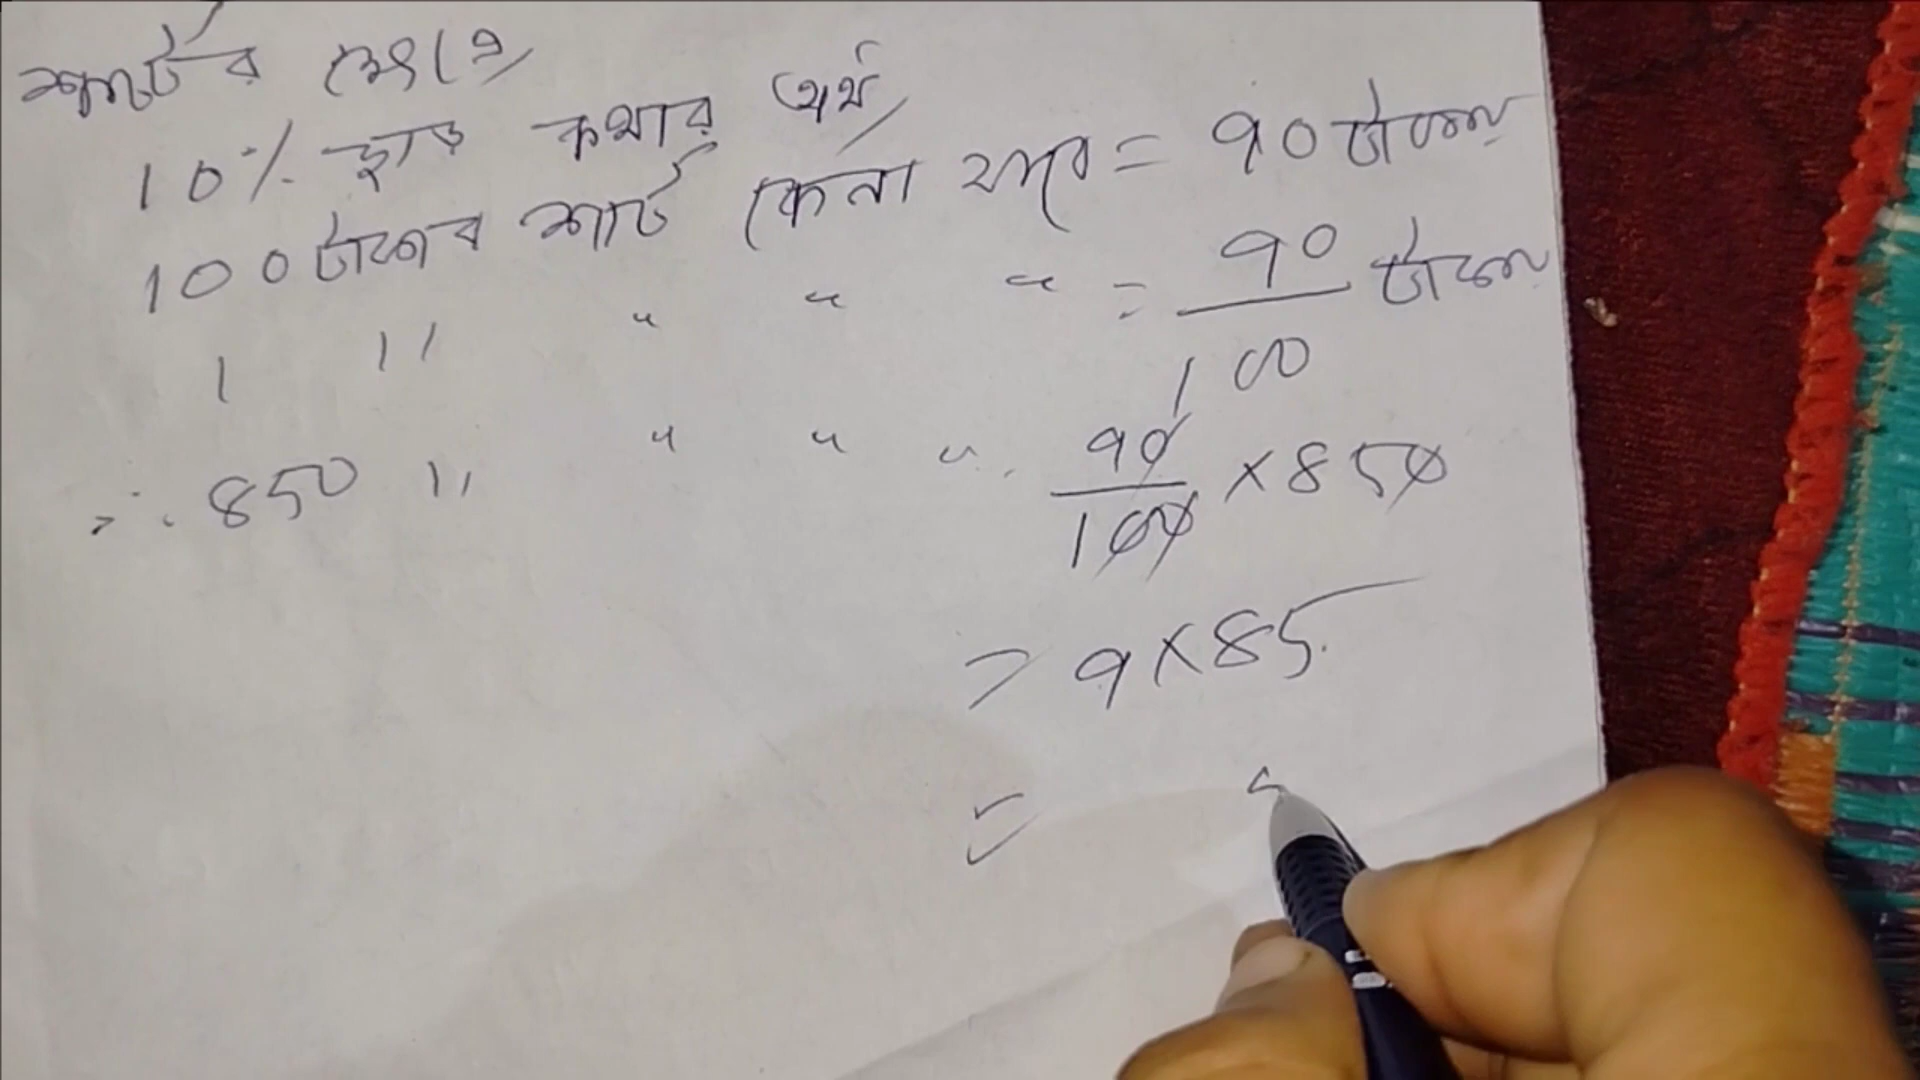 শার্টের ক্ষেত্রে,
10% ছাড় কথার অর্থ,
100 টাকার শার্ট কেনা যাবে = 90 টাকায়
1 " " " " = 90/100 টাকায়
∴ 850 " " " " 90/100 × 850
= 9×85
=